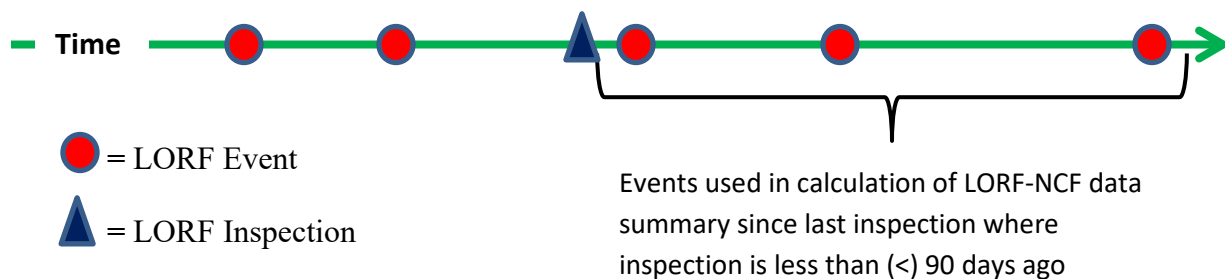 Time
= LORF Event
= LORF Inspection
Events used in calculation of LORF-NCF data
summary since last inspection where
inspection is less than (<) 90 days ago